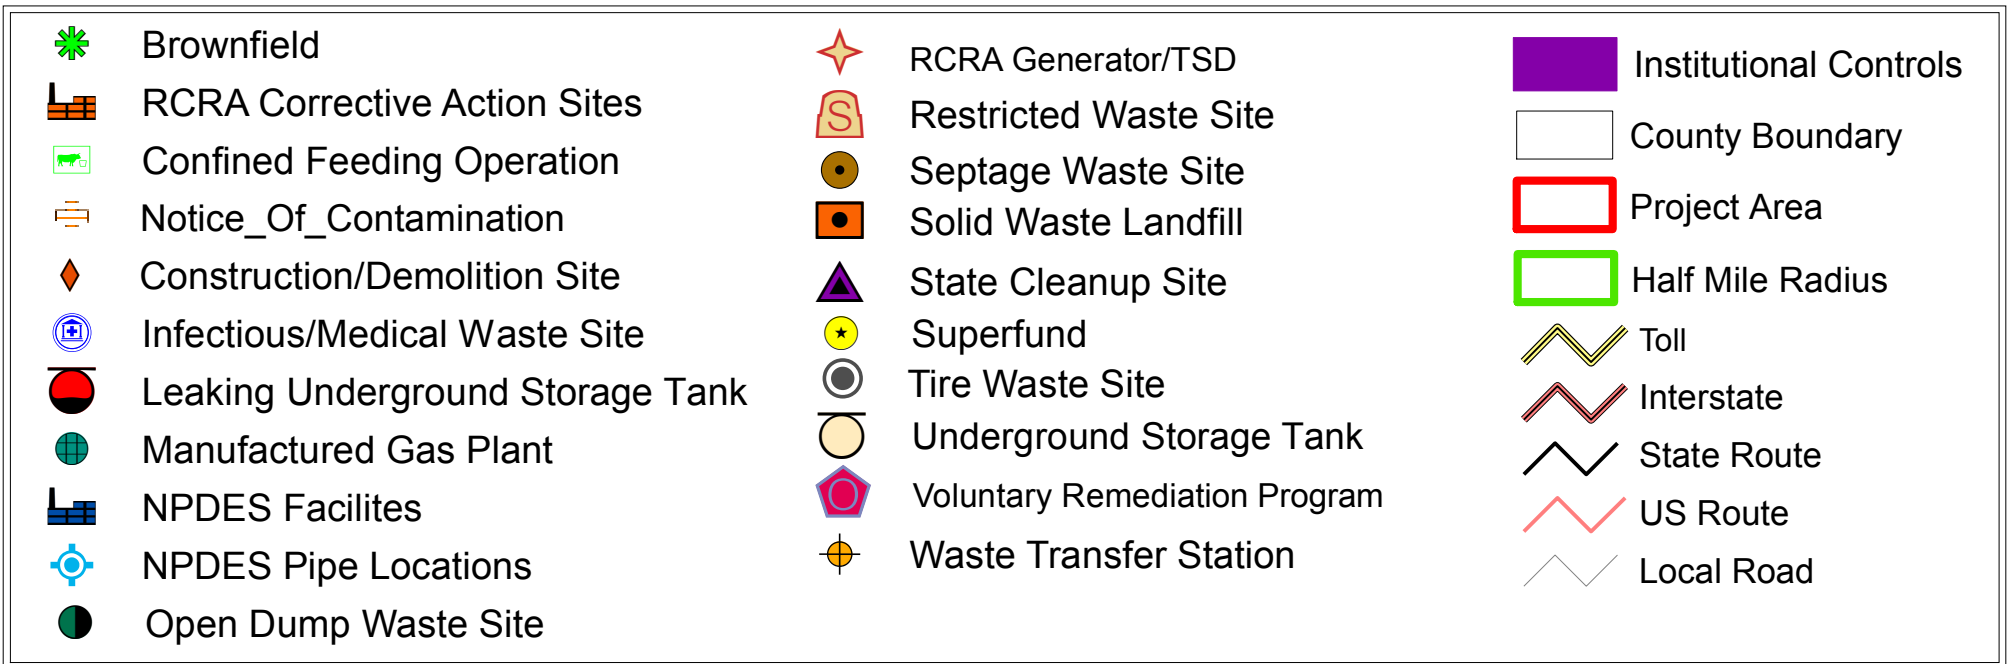 Brownfield
RCRA Corrective Action Sites
Confined Feeding Operation
Notice_Of_Contamination
Construction/Demolition Site
Infectious/Medical Waste Site
Leaking Underground Storage Tank
Manufactured Gas Plant
NPDES Facilites
NPDES Pipe Locations
Open Dump Waste Site
RCRA Generator/TSD
S
Restricted Waste Site
Septage Waste Site
Solid Waste Landfill
State Cleanup Site
Superfund
Tire Waste Site
Underground Storage Tank
O
Voluntary Remediation Program
Waste Transfer Station
Institutional Controls
County Boundary
Project Area
Half Mile Radius
Toll
Interstate
State Route
US Route
Local Road